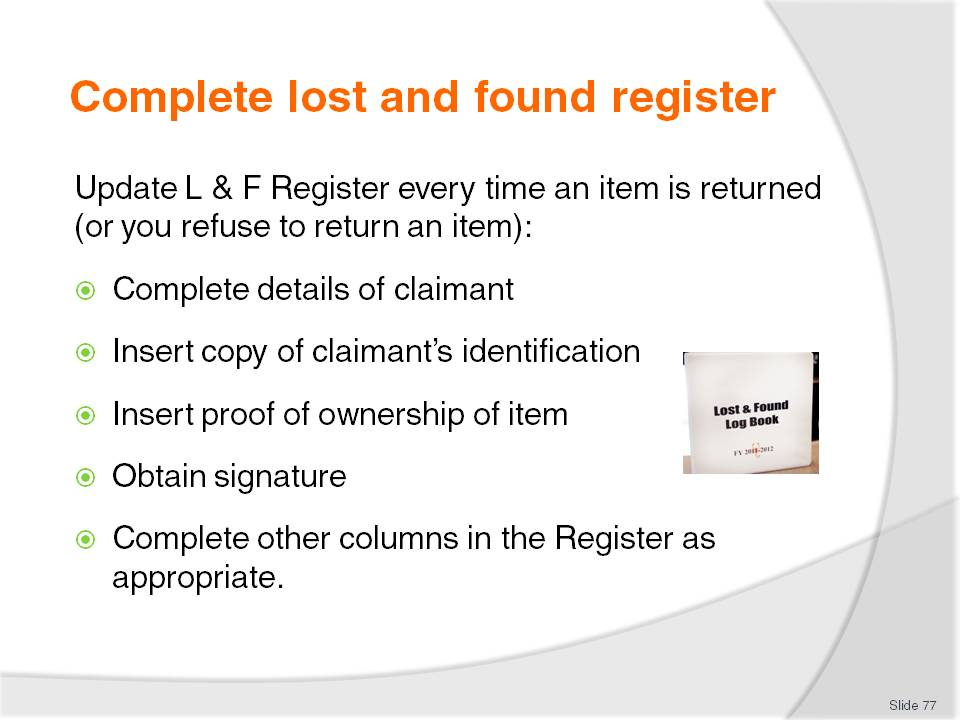 Complete lost and found register
Update L & F Register every time an item is returned
(or you refuse to return an item):
Complete details of claimant
Insert copy of claimant’s identification
Insert proof of ownership of item
Lost & Found
Log Book
FY 2011-2012
Obtain signature
Complete other columns in the Register as
appropriate.
Slide 77